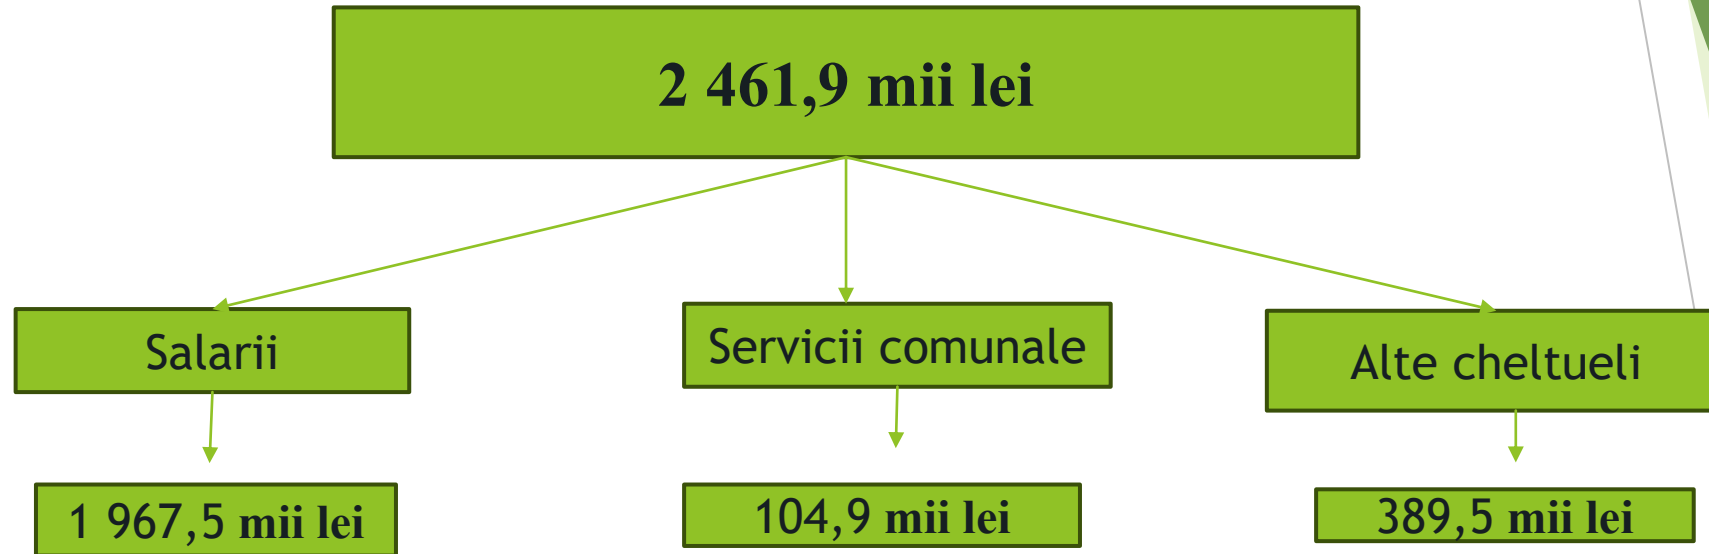 2 461,9 mii lei
Salarii
Servicii comunale
Alte cheltueli
1 967,5 mii lei
104,9 mii lei
389,5 mii lei